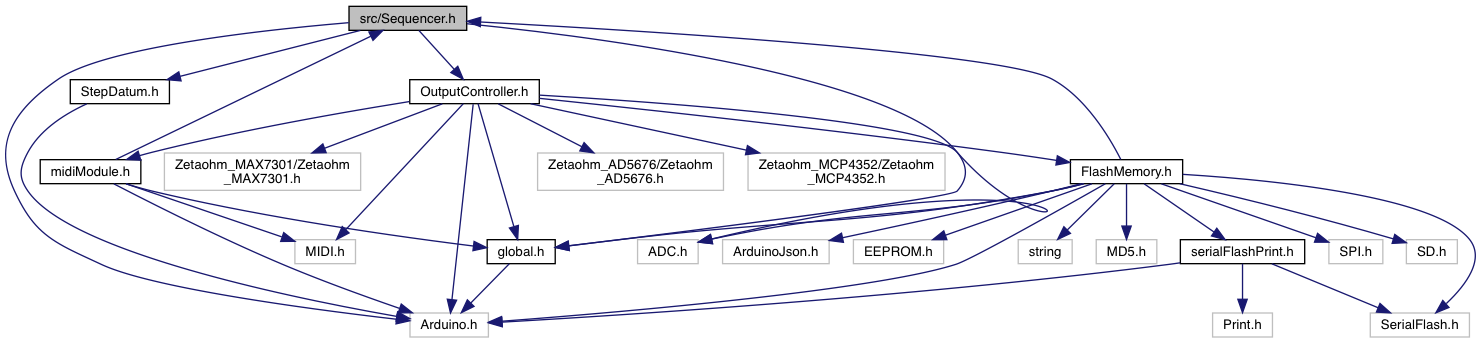 src/Sequencer.h
StepDatum.h
OutputController.h
midiModule.h
Zetaohm_MAX7301/Zetaohm
_MAX7301.h
Zetaohm_AD5676/Zetaohm
_AD5676.h
Zetaohm_MCP4352/Zetaohm
_MCP4352.h
FlashMemory.h
MIDI.h
global.h
ADC.h
ArduinoJson.h
EEPROM.h
string
MD5.h
serialFlashPrint.h
SPI.h
SD.h
Arduino.h
Print.h
SerialFlash.h